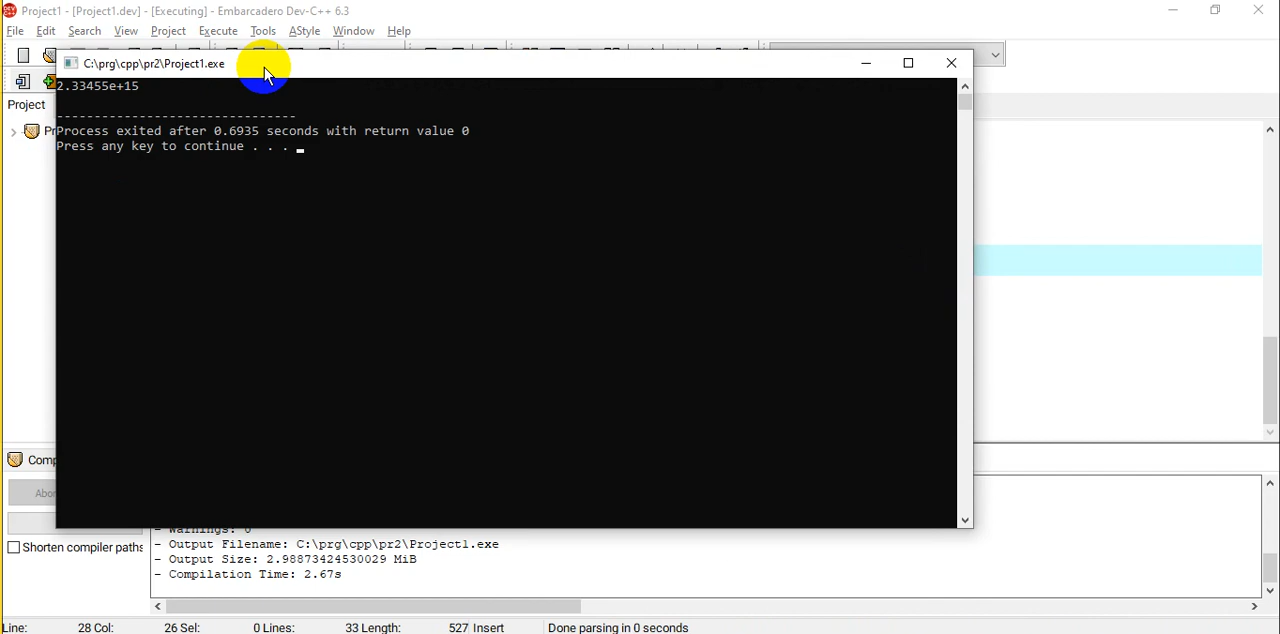 Project1 - [Project1.dev] - [Executing] - Embarcadero Dev-C++ 6.3
File Edit Search View Project Execute Tools AStyle Window Help
C:\prg\cpp\pr2\Project1.exe
2.33455e+15
Project
--------------------------------
Process exited after 0.6935 seconds with return value 0
Press any key to continue . . .
- Warnings: 0
- Output Filename: C:\prg\cpp\pr2\Project1.exe
Shorten compiler paths
- Output Size: 2.98873424530029 MiB
- Compilation Time: 2.67s
Line: 28 Col: 26 Sel: 0 Lines: 33 Length: 527 Insert Done parsing in 0 seconds